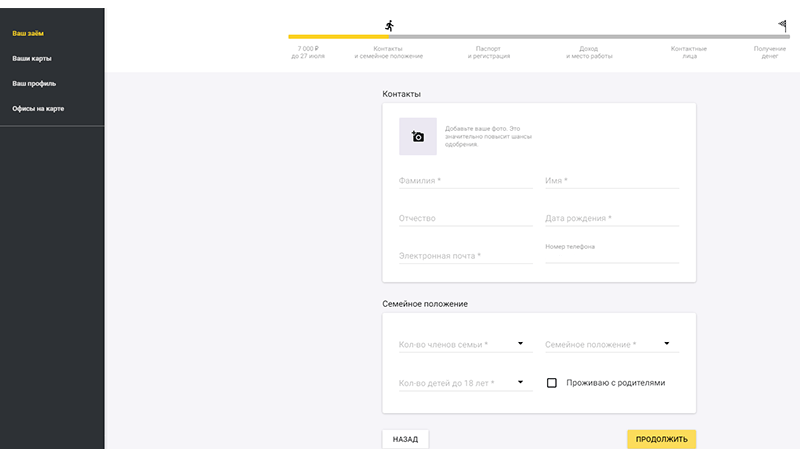 Ваш заём
Ваши карты
Ваш профиль
Офисы на карте
7 000 ₽
до 27 июля
Контакты
и семейное положение
Паспорт
и регистрация
Доход
и место работы
Контактные
лица
Получение
денег
Контакты
Добавьте ваше фото. Это
значительно повысит шансы
одобрения.
Фамилия *
Имя *
Отчество
Дата рождения *
Электронная почта *
Номер телефона
Семейное положение
Кол-во членов семьи *
Семейное положение *
Кол-во детей до 18 лет *
Проживаю с родителями
НАЗАД
ПРОДОЛЖИТЬ